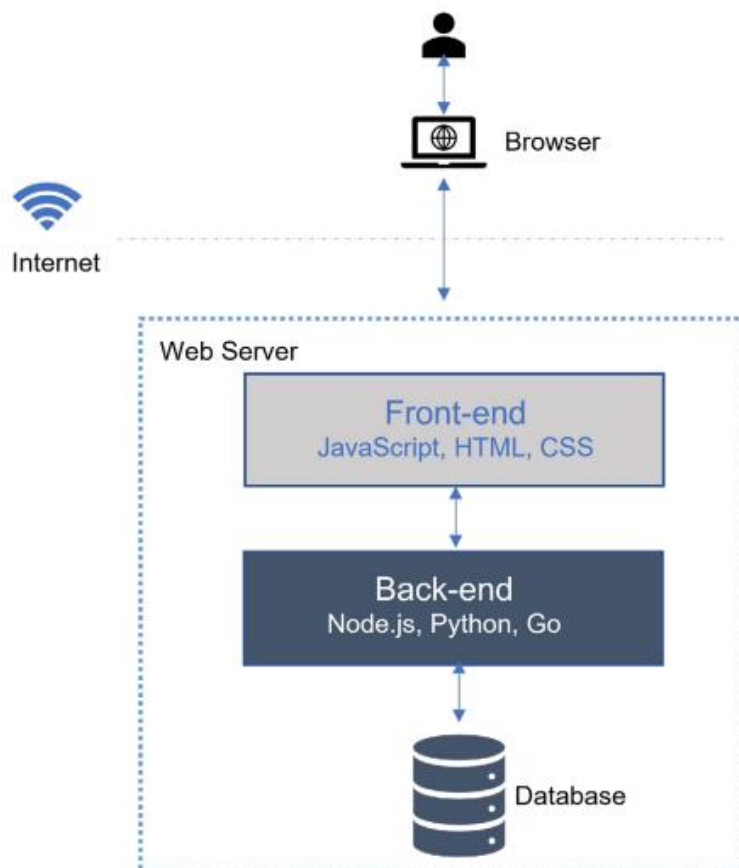 Browser
Internet
Web Server
Front-end
JavaScript, HTML, CSS
Back-end
Node.js, Python, Go
Database